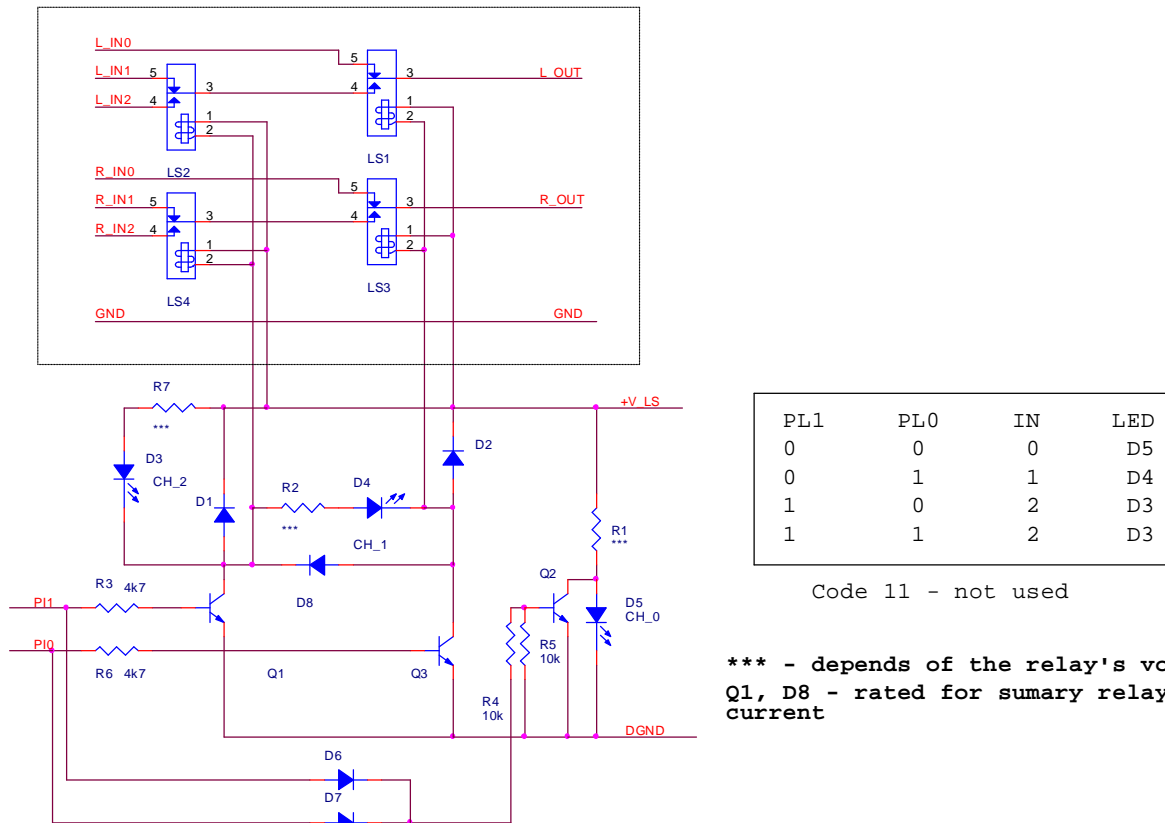 L_IN0
L_IN1 5
L_IN2 4
3
1
2
LS2
5
4
3 L_OUT
1
2
LS1
R_IN0
R_IN1 5
R_IN2 4
3
1
2
LS4
5
4
3 R_OUT
1
2
LS3
GND GND
R7
***
+V_LS
D3
CH_2
D1
R2
***
D4
CH_1
D2
D8
R1
***
Q2
D5
CH_0
PI1
R3 4k7
PI0
R6 4k7
Q1
Q3
R5
10k
R4
10k
DGND
D6
D7
PL1 PL0 IN LED
0 0 0 D5
0 1 1 D4
1 0 2 D3
1 1 2 D3
Code 11 - not used
*** - depends of the relay's
Q1, D8 - rated for sumary relay
current